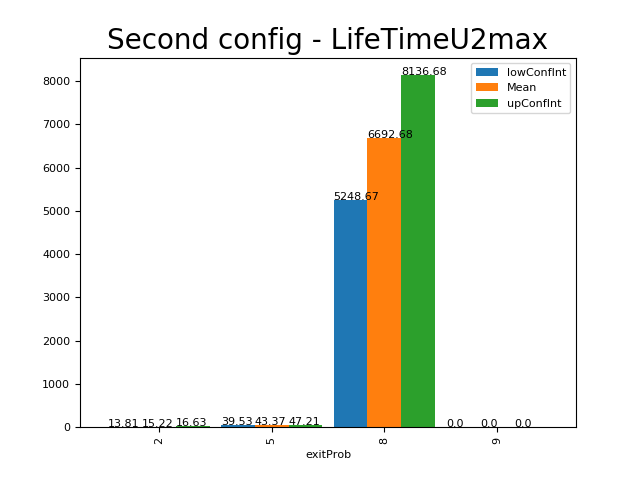 Second config - LifeTimeU2max
lowConfInt
Mean
upConfInt
8000
7000
6000
5000
4000
3000
2000
1000
0
13.81 15.22 16.63 39.53 43.37 47.21 5248.67 6692.68 8136.68 0.0 0.0 0.0
2 5 8 9
exitProb